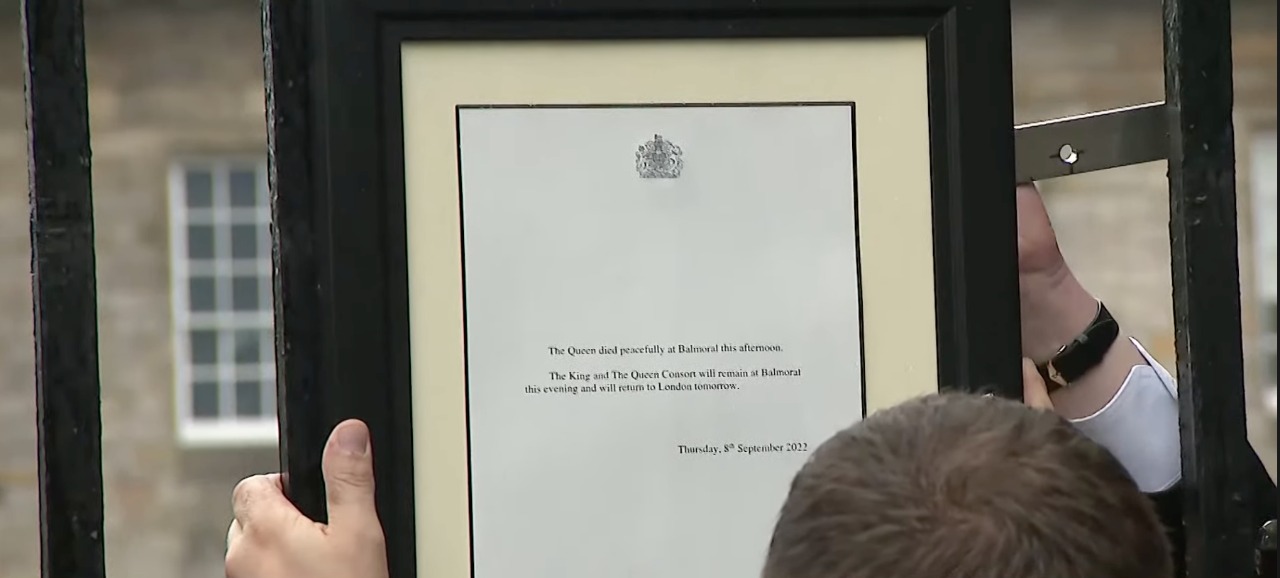 The Queen died peacefully at Balmoral this afternoon.
The King and The Queen Consort will remain at Balmoral
this evening and will return to London tomorrow.
Thursday, 8th September 2022